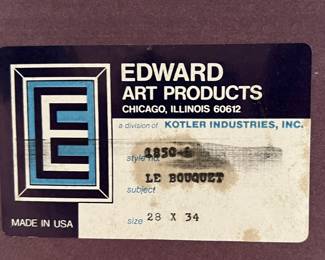 EDWARD
ART PRODUCTS
CHICAGO, ILLINOIS 60612
a division of KOTLER INDUSTRIES, INC.
style no.
LE BOUQUET
subject
size 28 X 34
MADE IN USA